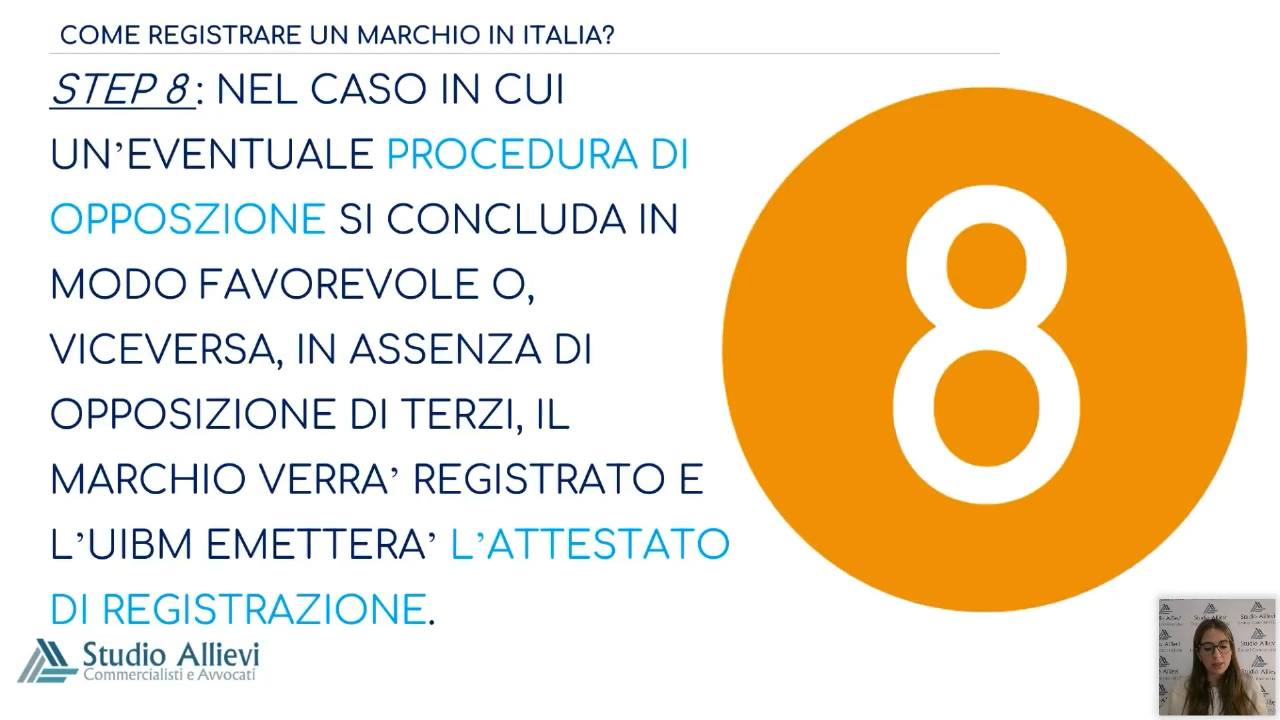 COME REGISTRARE UN MARCHIO IN ITALIA?
STEP 8: NEL CASO IN CUI
UN’EVENTUALE PROCEDURA DI
OPPOSZIONE SI CONCLUDA IN
MODO FAVOREVOLE O,
VICEVERSA, IN ASSENZA DI
OPPOSIZIONE DI TERZI, IL
MARCHIO VERRA’ REGISTRATO E
L’UIBM EMETTERA’ L’ATTESTATO
DI REGISTRAZIONE.
8
Studio Allievi
Commercialisti e Avvocati